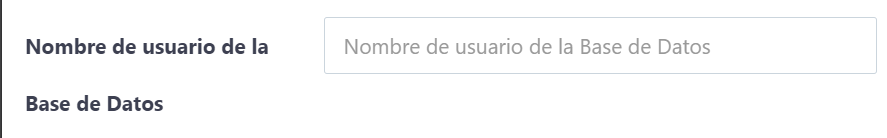 Nombre de usuario de la
Base de Datos
Nombre de usuario de la Base de Datos